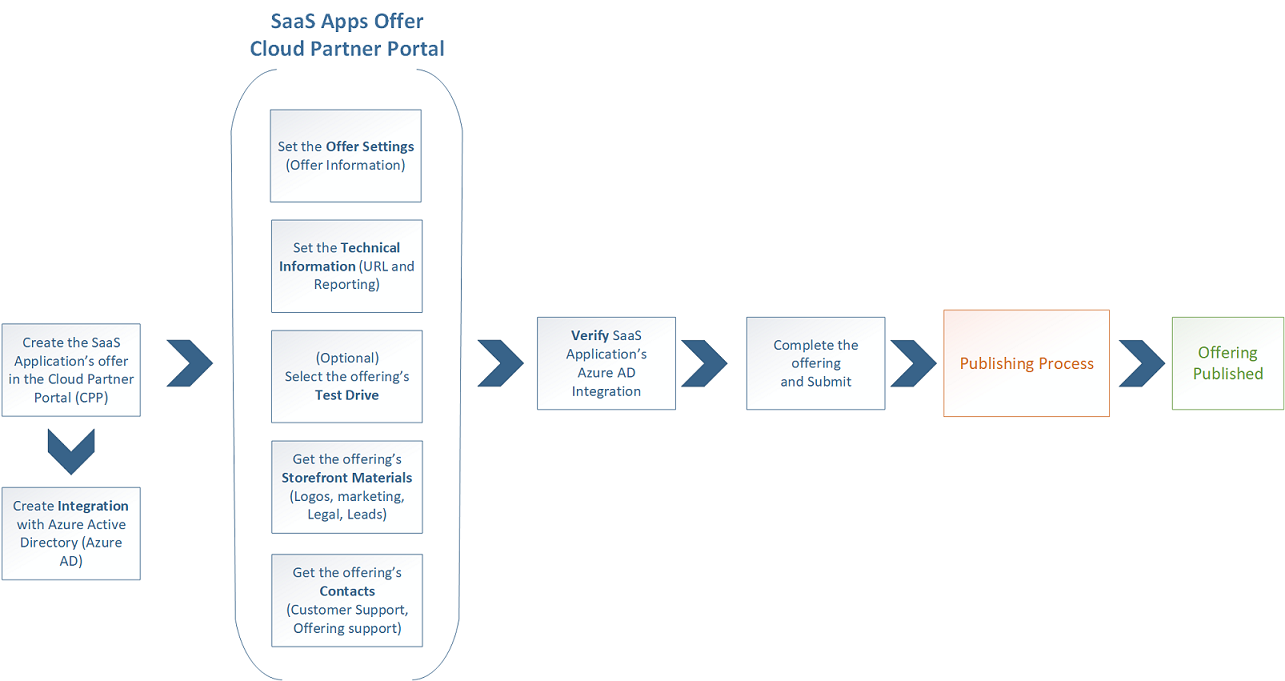 SaaS Apps Offer
Cloud Partner Portal
Set the Offer Settings
(Offer Information)
Set the Technical
Information (URL and
Reporting)
(Optional)
Select the offering's
Test Drive
Get the offering's
Storefront Materials
(Logos, marketing,
Legal, Leads)
Get the offering's
Contacts
(Customer Support,
Offering support)
Create the SaaS
Application's offer
in the Cloud Partner
Portal (CPP)
Create Integration
with Azure Active
Directory (Azure
AD)
Verify SaaS
Application's
Azure AD
Integration
Complete the
offering
and Submit
Publishing Process
Offering
Published